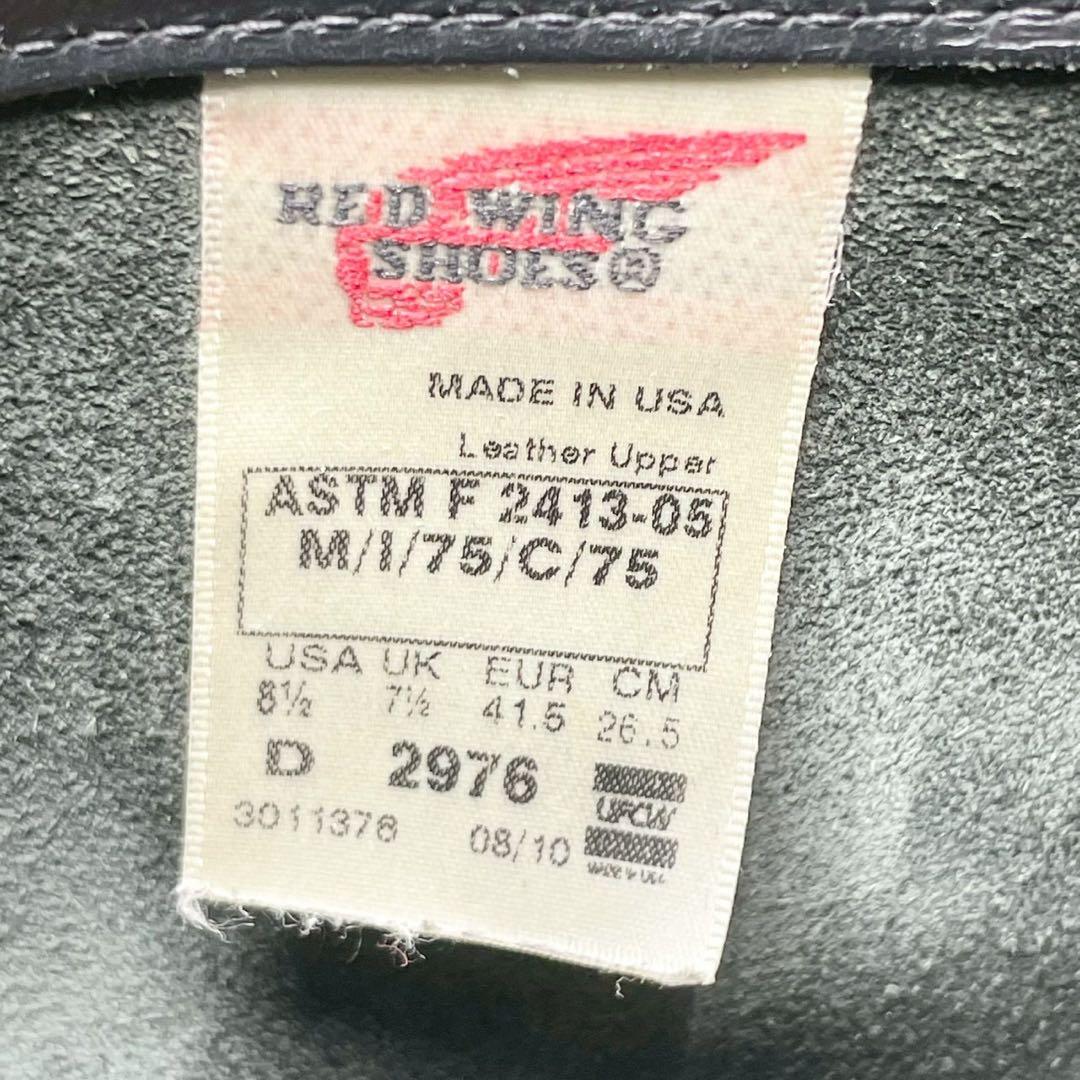 RED WING
SHOES®
MADE IN USA
Leather Upper
ASTM F 2413-05
M/I/75/C/75
USA UK EUR CM
8½ 7½ 41.5 26.5
D 2976
UFCW
3011378 08/10